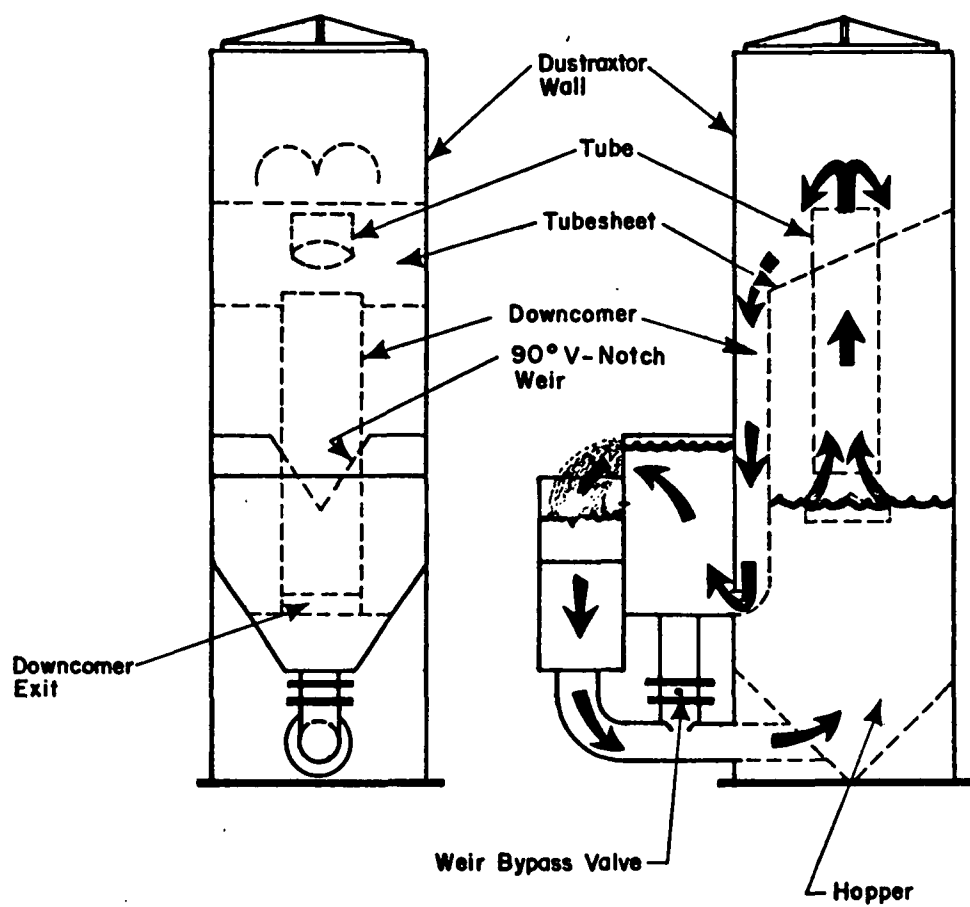 Dustraxtor
Wall
Tube
Tubesheet
Downcomer
90° V-Notch
Weir
Downcomer
Exit
Weir Bypass Valve
Hopper